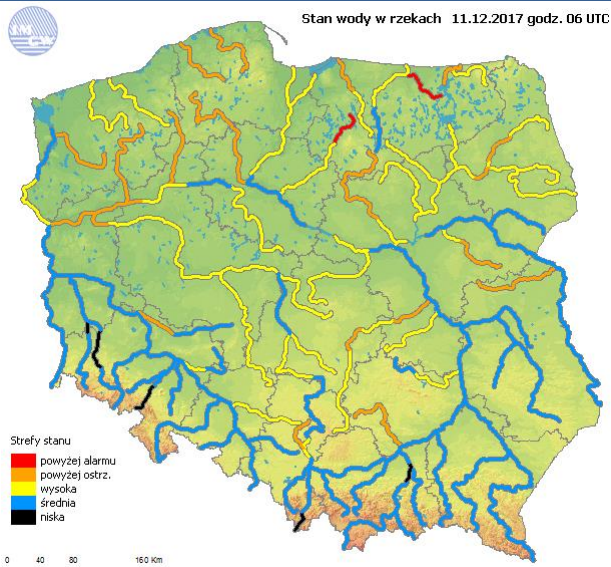 Stan wody w rzekach 11.12.2017 godz. 06 UTC
Strefy stanu
powyżej alarmu
powyżej ostrz.
wysoka
średnia
niska
0 40 80 160 Km